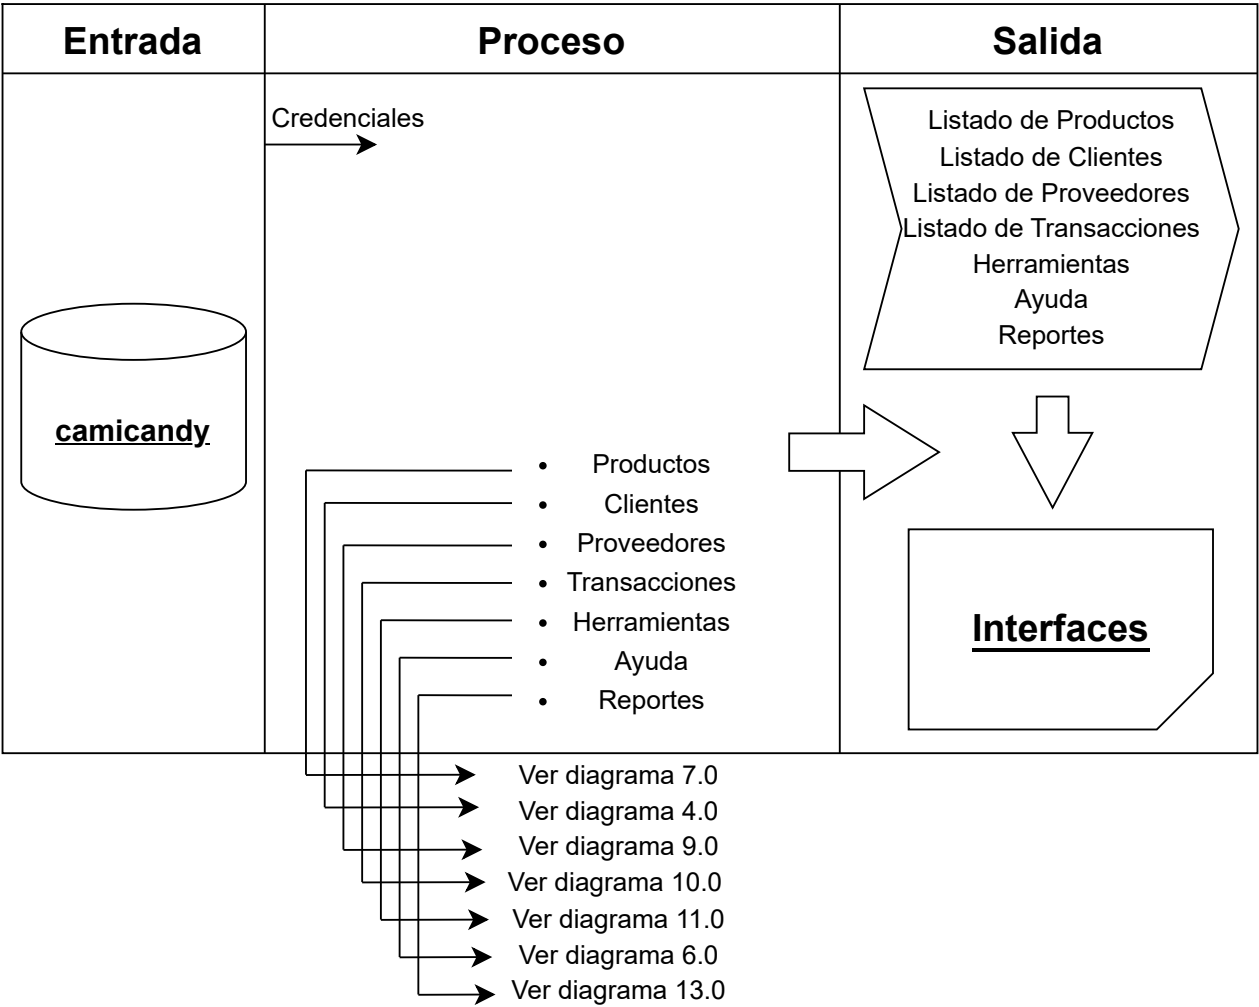 Entrada
Proceso
Salida
Credenciales
camicandy
• Productos
• Clientes
• Proveedores
• Transacciones
• Herramientas
• Ayuda
• Reportes
Listado de Productos
Listado de Clientes
Listado de Proveedores
Listado de Transacciones
Herramientas
Ayuda
Reportes
Interfaces
Ver diagrama 7.0
Ver diagrama 4.0
Ver diagrama 9.0
Ver diagrama 10.0
Ver diagrama 11.0
Ver diagrama 6.0
Ver diagrama 13.0